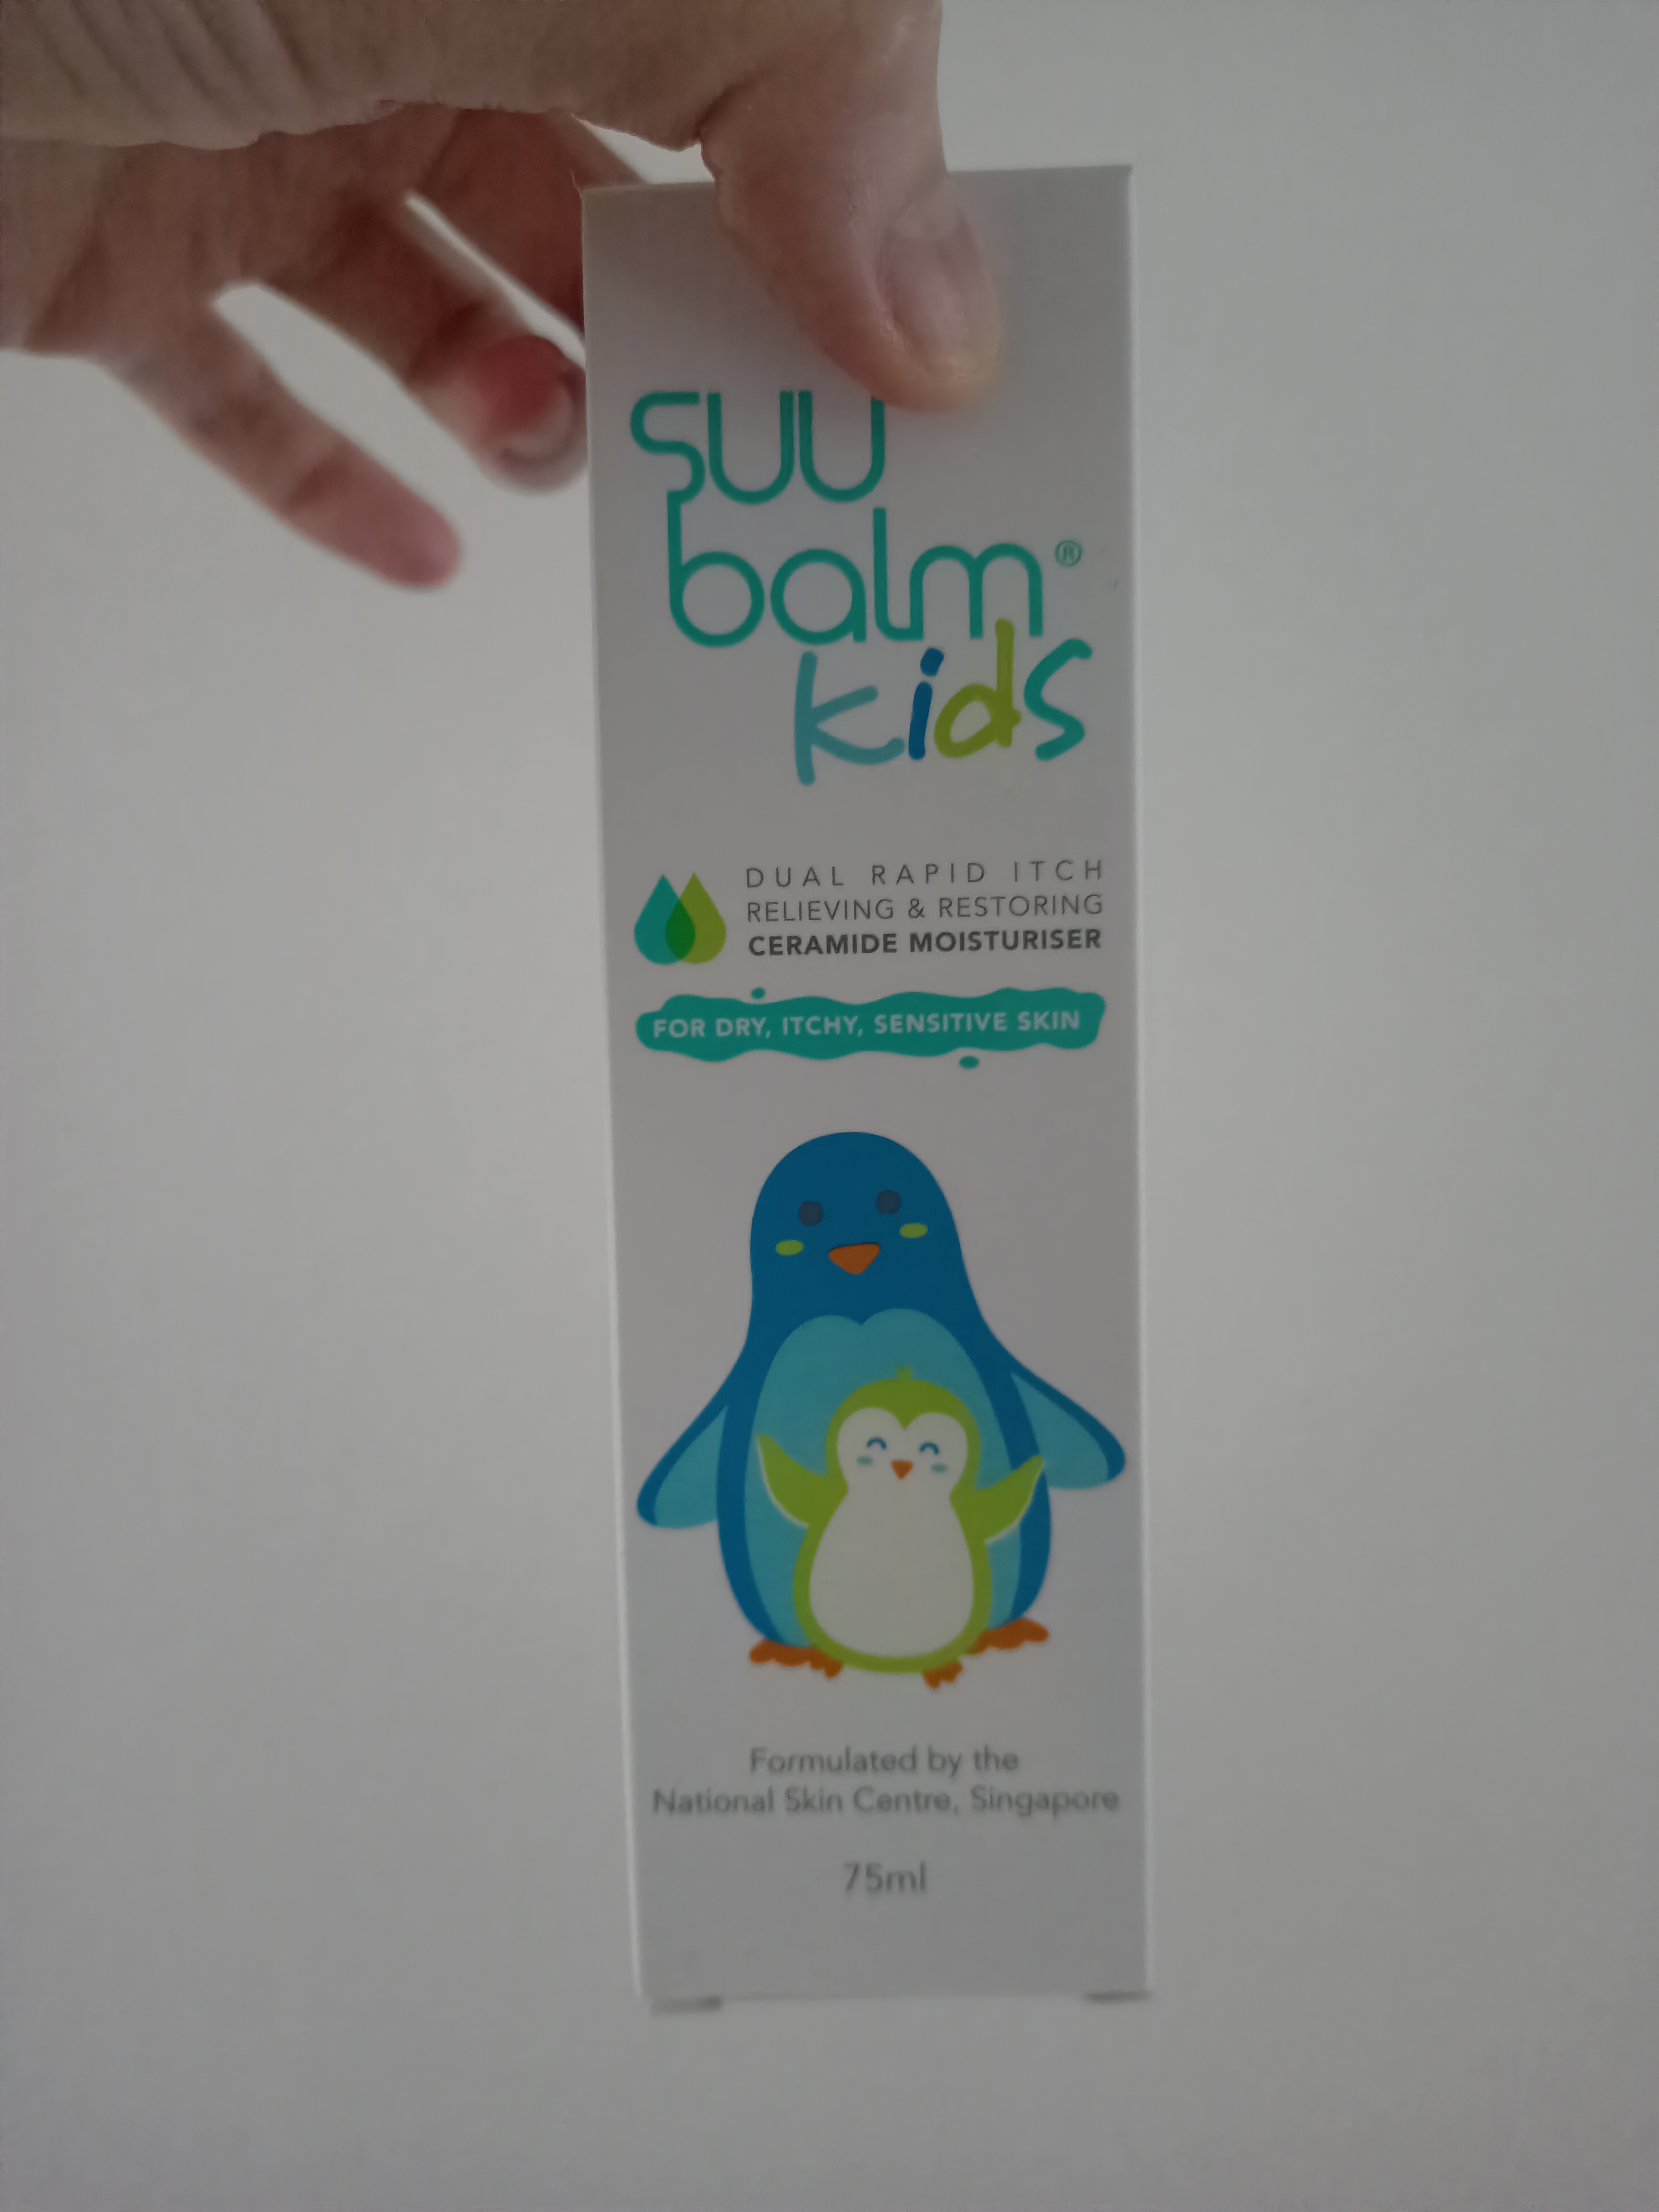 suu
balm®
kids
DUAL RAPID ITCH
RELIEVING & RESTORING
CERAMIDE MOISTURISER
FOR DRY, ITCHY, SENSITIVE SKIN
Formulated by the
National Skin Centre, Singapore
75ml